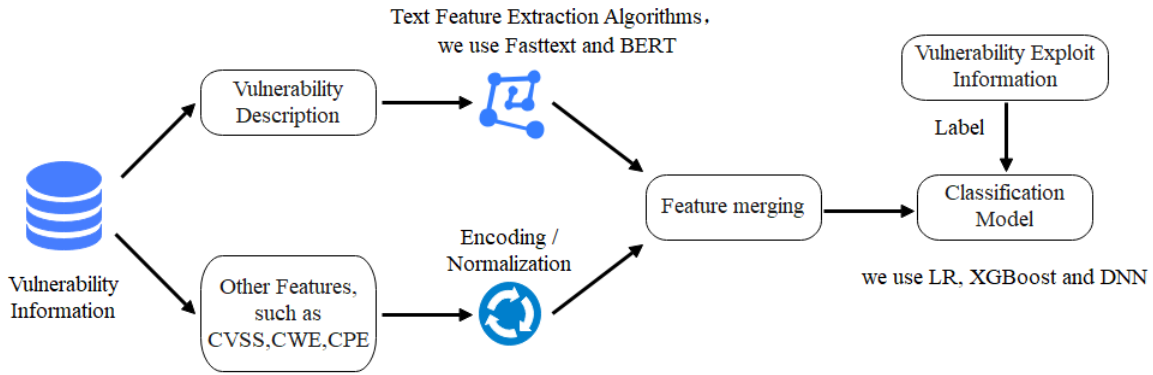 Text Feature Extraction Algorithms,
we use Fasttext and BERT
Vulnerability
Description
Vulnerability Exploit
Information
Label
Vulnerability
Information
Other Features,
such as
CVSS,CWE,CPE
Encoding /
Normalization
Feature merging
Classification
Model
we use LR, XGBoost and DNN